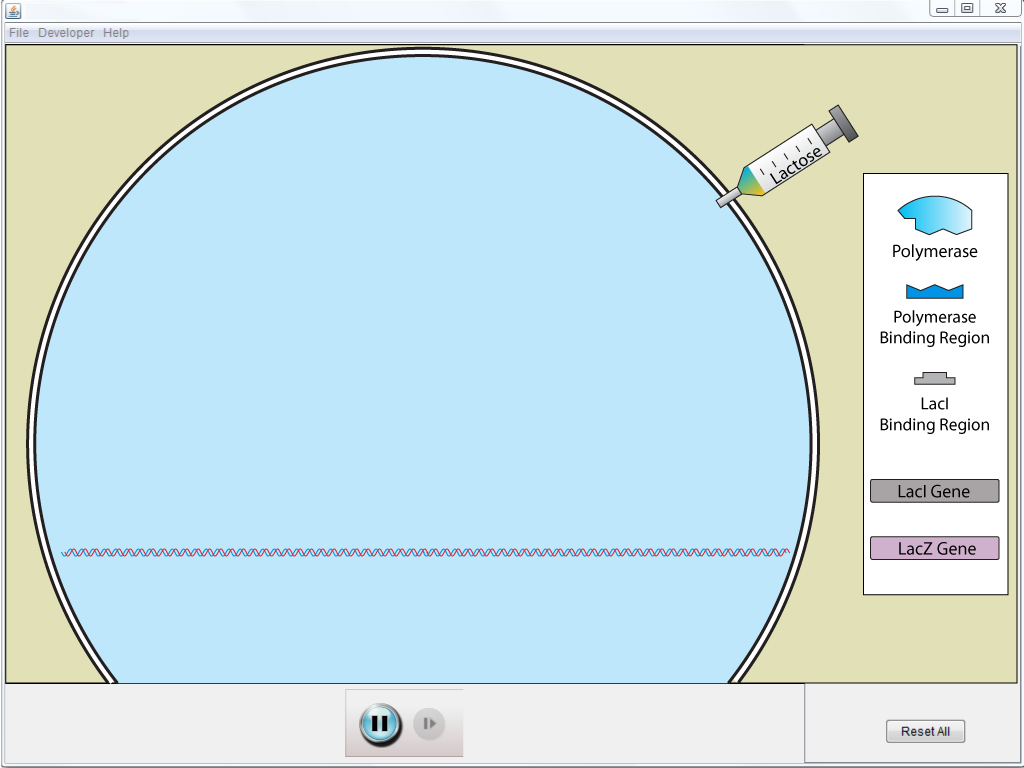 File Developer Help
Lactose
Polymerase
Polymerase
Binding Region
LacI
Binding Region
LacI Gene
LacZ Gene
Reset All